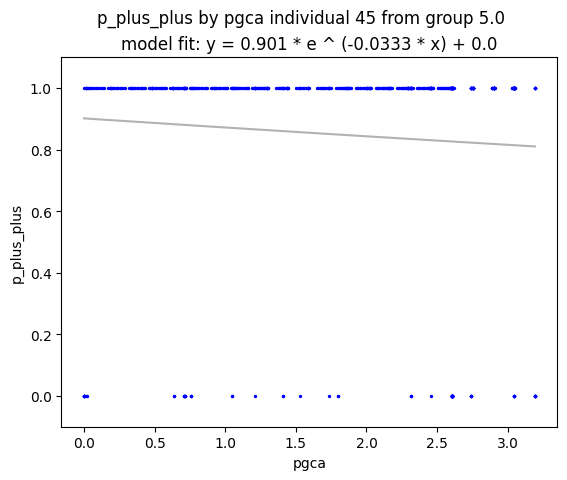 p_plus_plus by pgca individual 45 from group 5.0
model fit: y = 0.901 * e ^ (-0.0333 * x) + 0.0
1.0
0.8
0.6
0.4
0.2
0.0
p_plus_plus
0.0 0.5 1.0 1.5 2.0 2.5 3.0
pgca